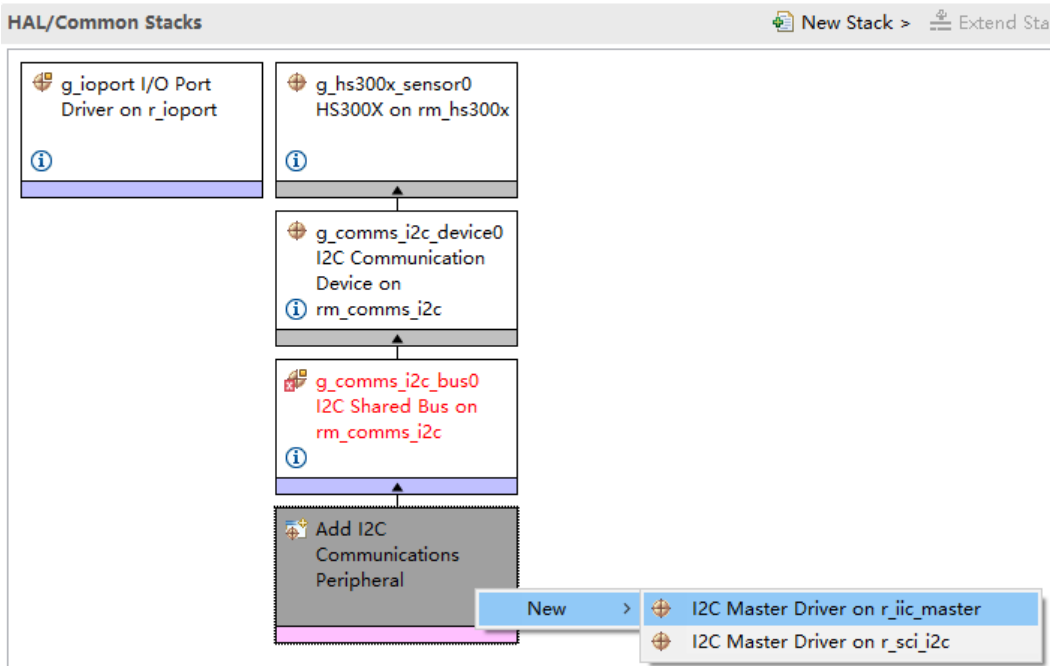 HAL/Common Stacks
New Stack >
Extend Sta
g_ioport I/O Port
Driver on r_ioport
g_hs300x_sensor0
HS300X on rm_hs300x
g_comms_i2c_device0
I2C Communication
Device on
rm_comms_i2c
g_comms_i2c_bus0
I2C Shared Bus on
rm_comms_i2c
Add I2C
Communications
Peripheral
New >
I2C Master Driver on r_iic_master
I2C Master Driver on r_sci_i2c